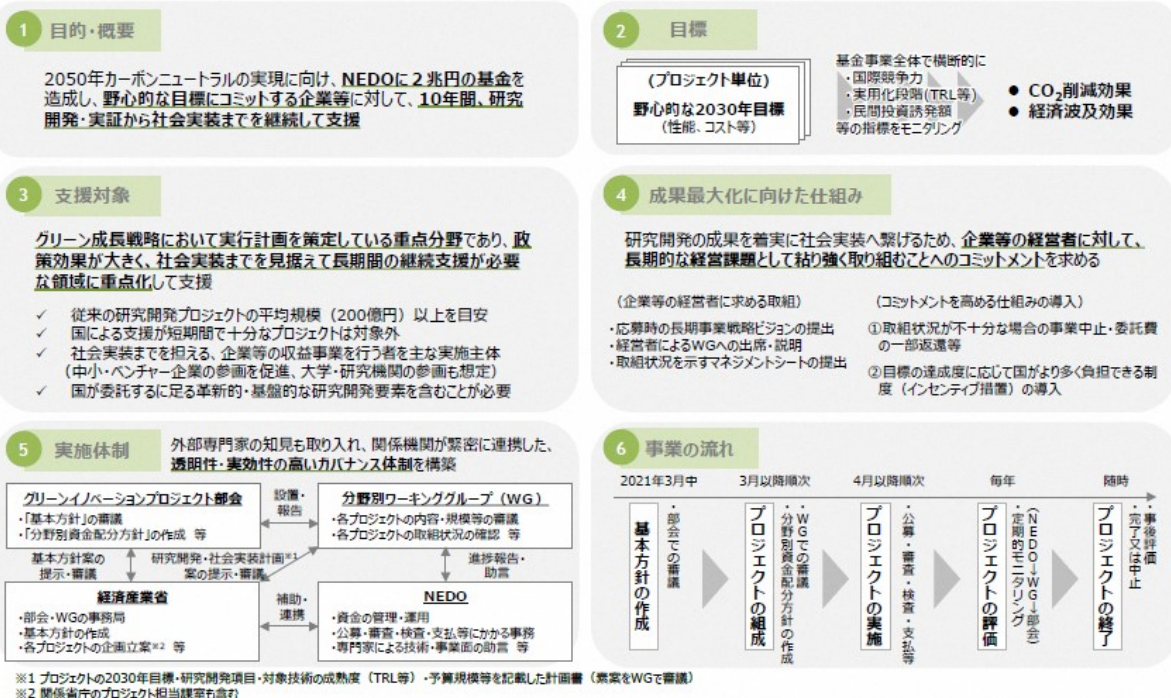 1 目的・概要
2050年カーボンニュートラルの実現に向け、NEDOに2兆円の基金を
造成し、野心的な目標にコミットする企業等に対して、10年間、研究
開発・実証から社会実装までを継続して支援
2 目標
(プロジェクト単位)
野心的な2030年目標
(性能、コスト等)
基金事業全体で横断的に
・国際競争力
・実用化段階(TRL等)
・民間投資誘発額
等の指標をモニタリング
● CO₂削減効果
● 経済波及効果
3 支援対象
グリーン成長戦略において実行計画を策定している重点分野であり、政
策効果が大きく、社会実装までを見据えて長期間の継続支援が必要
な領域に重点化して支援
✓ 従来の研究開発プロジェクトの平均規模（200億円）以上を目安
✓ 国による支援が短期間で十分なプロジェクトは対象外
✓ 社会実装までを担える、企業等の収益事業を行う者を主な実施主体
（中小・ベンチャー企業の参画を促進、大学・研究機関の参画も想定）
✓ 国が委託するに足る革新的・基盤的な研究開発要素を含むことが必要
4 成果最大化に向けた仕組み
研究開発の成果を着実に社会実装へ繋げるため、企業等の経営者に対して、
長期的な経営課題として粘り強く取り組むことへのコミットメントを求める
（企業等の経営者に求める取組）
・応募時の長期事業戦略ビジョンの提出
・経営者によるWGへの出席・説明
・取組状況を示すマネジメントシートの提出
（コミットメントを高める仕組みの導入）
①取組状況が不十分な場合の事業中止・委託費
の一部返還等
②目標の達成度に応じて国がより多く負担できる制
度（インセンティブ措置）の導入
5 実施体制
外部専門家の知見も取り入れ、関係機関が緊密に連携した、
透明性・実効性の高いガバナンス体制を構築
グリーンイノベーションプロジェクト部会
・「基本方針」の審議
・「分野別資金配分方針」の作成 等
設置・
報告
分野別ワーキンググループ（WG）
・各プロジェクトの内容・規模等の審議
・各プロジェクトの取組状況の確認 等
基本方針案の
提示・審議
研究開発・社会実装計画※1
案の提示・審議
進捗報告・
助言
経済産業省
・部会・WGの事務局
・基本方針の作成
・各プロジェクトの企画立案※2 等
補助・
連携
NEDO
・資金の管理・運用
・公募・審査・検査・支払等にかかる事務
・専門家による技術・事業面の助言 等
6 事業の流れ
2021年3月中
基本方針の作成
・部会での審議
3月以降順次
プロジェクトの組成
・WGでの審議
・分野別資金配分方針の作成
4月以降順次
プロジェクトの実施
・公募・審査・検査・支払等
毎年
プロジェクトの評価
・定期的モニタリング
（NEDO→WG→部会）
随時
プロジェクトの終了
・事後評価
・完了又は中止
※1 プロジェクトの2030年目標・研究開発項目・対象技術の成熟度（TRL等）・予算規模等を記載した計画書（素案をWGで審議）
※2 関係省庁のプロジェクト担当課室も含む